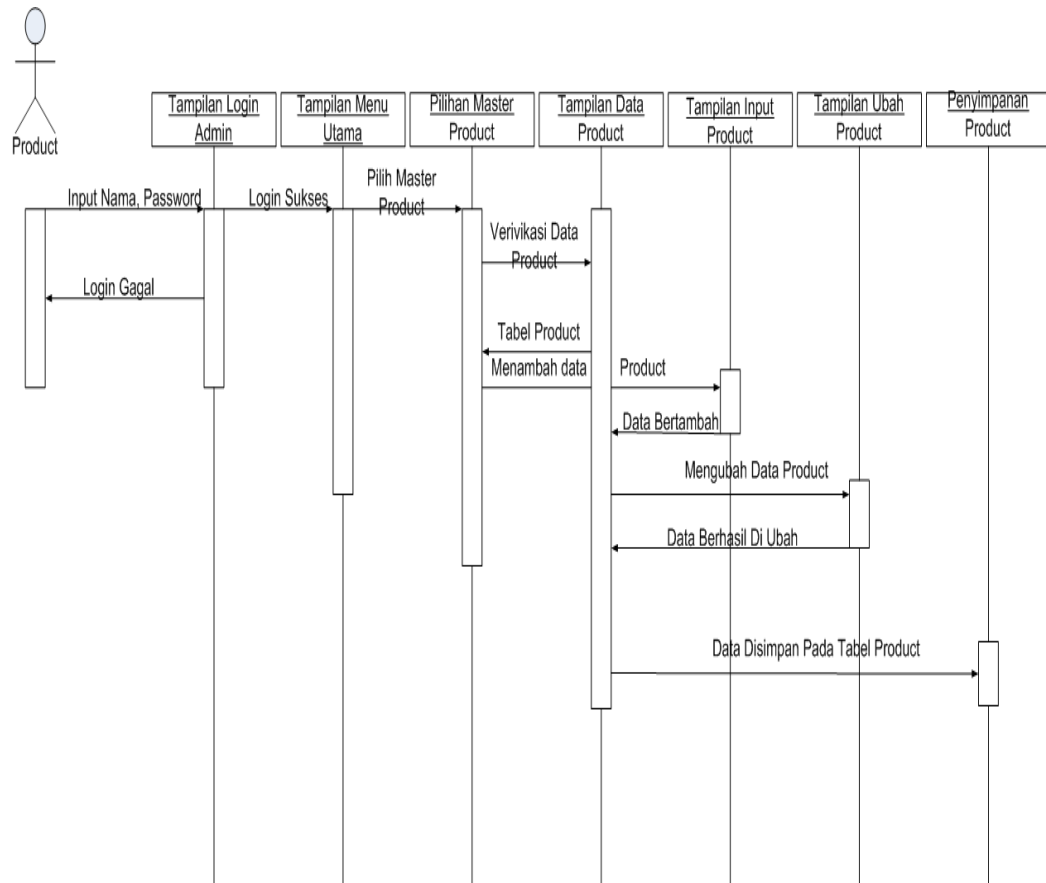 Product
Tampilan Login
Admin
Tampilan Menu
Utama
Pilihan Master
Product
Tampilan Data
Product
Tampilan Input
Product
Tampilan Ubah
Product
Penyimpanan
Product
Input Nama, Password
Login Sukses
Pilih Master
Product
Verivikasi Data
Product
Login Gagal
Tabel Product
Menambah data Product
Data Bertambah
Mengubah Data Product
Data Berhasil Di Ubah
Data Disimpan Pada Tabel Product